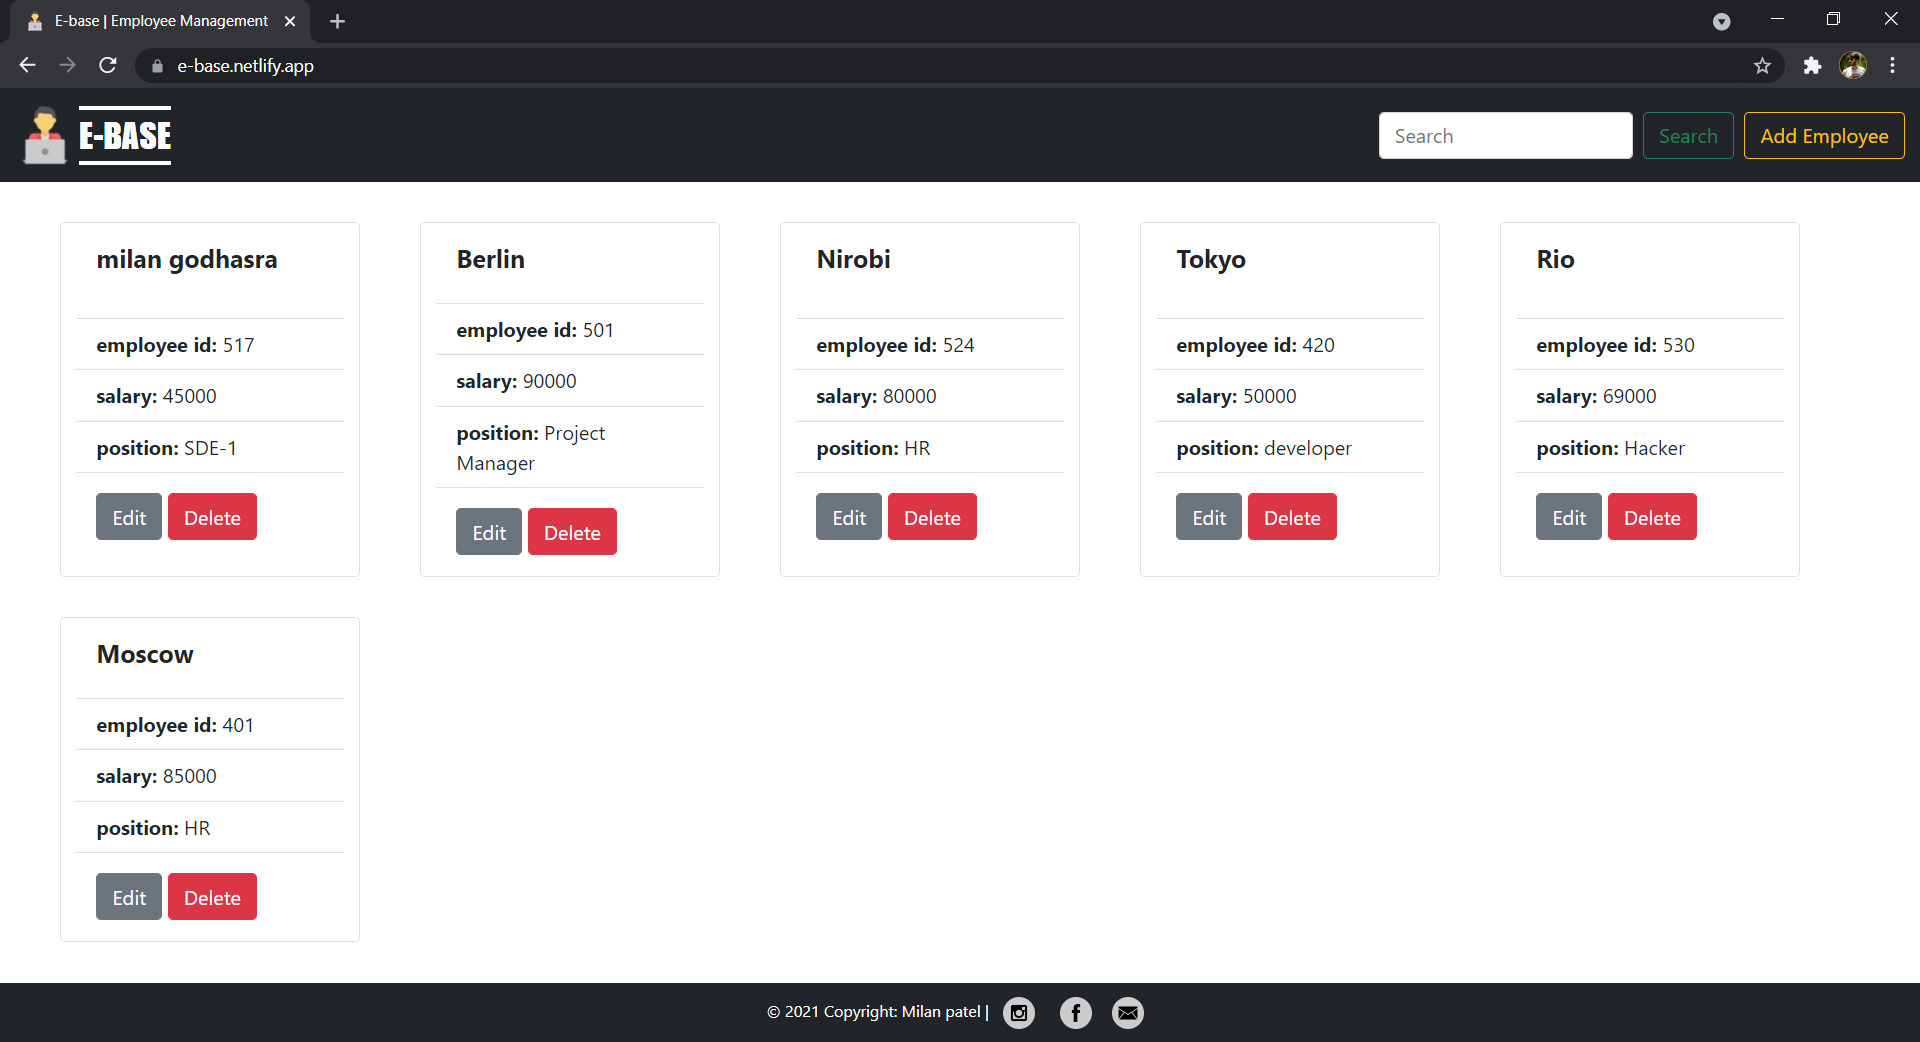 E-base | Employee Management
e-base.netlify.app
E-BASE
Search
Search
Add Employee
milan godhasra
employee id: 517
salary: 45000
position: SDE-1
Edit
Delete
Berlin
employee id: 501
salary: 90000
position: Project
Manager
Edit
Delete
Nirobi
employee id: 524
salary: 80000
position: HR
Edit
Delete
Tokyo
employee id: 420
salary: 50000
position: developer
Edit
Delete
Rio
employee id: 530
salary: 69000
position: Hacker
Edit
Delete
Moscow
employee id: 401
salary: 85000
position: HR
Edit
Delete
© 2021 Copyright: Milan patel |